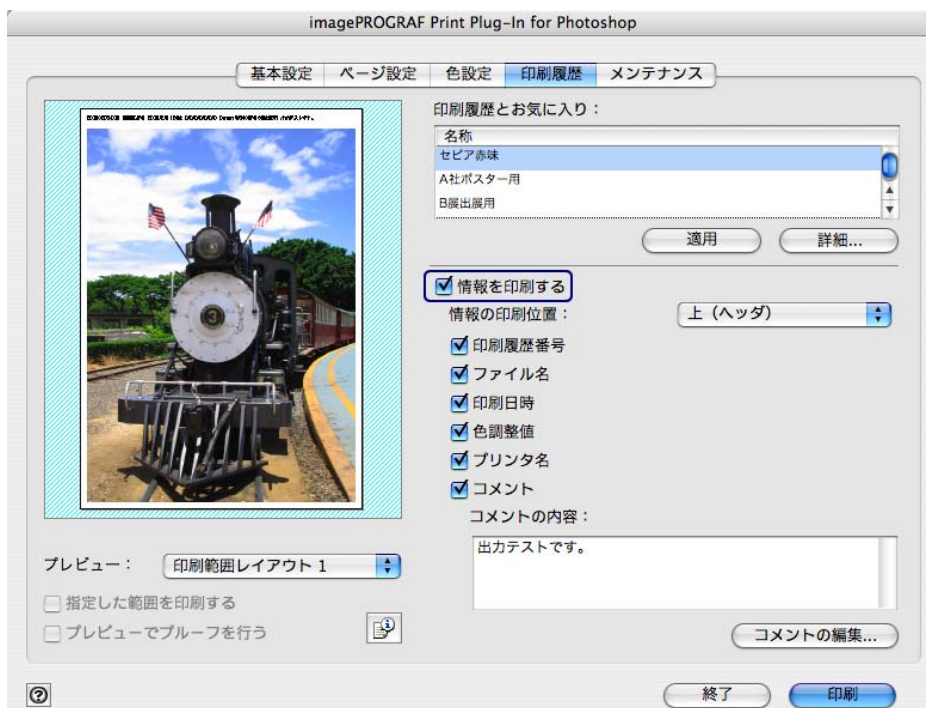 imagePROGRAF Print Plug-In for Photoshop
基本設定 ページ設定 色設定 印刷履歴 メンテナンス
印刷履歴とお気に入り：
名称
セピア赤味
A社ポスター用
B展出展用
適用 詳細...
情報を印刷する
情報の印刷位置： 上（ヘッダ）
印刷履歴番号
ファイル名
印刷日時
色調整値
プリンタ名
コメント
コメントの内容：
出力テストです。
コメントの編集...
3
プレビュー： 印刷範囲レイアウト 1
指定した範囲を印刷する
プレビューでプルーフを行う
? 終了 印刷